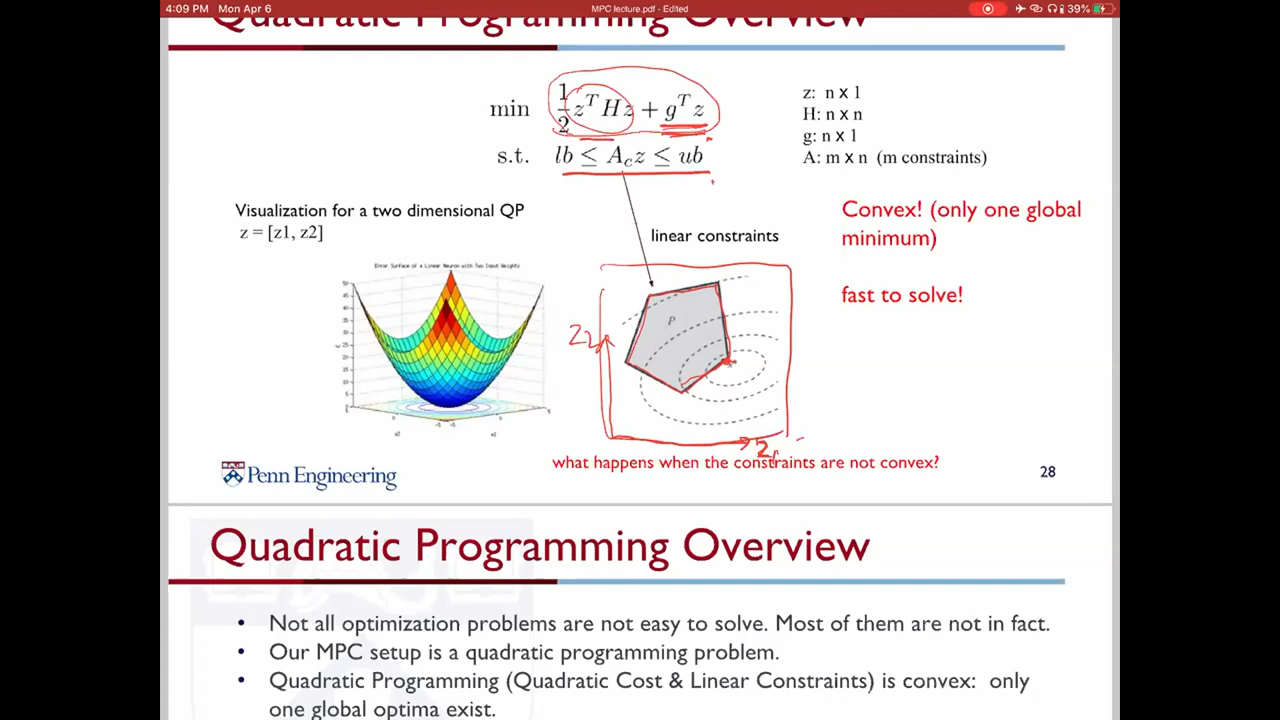 4:09 PM Mon Apr 6
MPC lecture.pdf - Edited
39%
Quadratic Programming Overview
min 1/2 z^T H z + g^T z
s.t. lb ≤ A_c z ≤ ub
z: n x 1
H: n x n
g: n x 1
A: m x n (m constraints)
Visualization for a two dimensional QP
z = [z1, z2]
linear constraints
Convex! (only one global
minimum)
fast to solve!
Error Surface of a Linear Neuron with Two Input Weights
P
Z2
Z1
what happens when the constraints are not convex?
Penn Engineering
28
Quadratic Programming Overview
• Not all optimization problems are not easy to solve. Most of them are not in fact.
• Our MPC setup is a quadratic programming problem.
• Quadratic Programming (Quadratic Cost & Linear Constraints) is convex: only
one global optima exist.